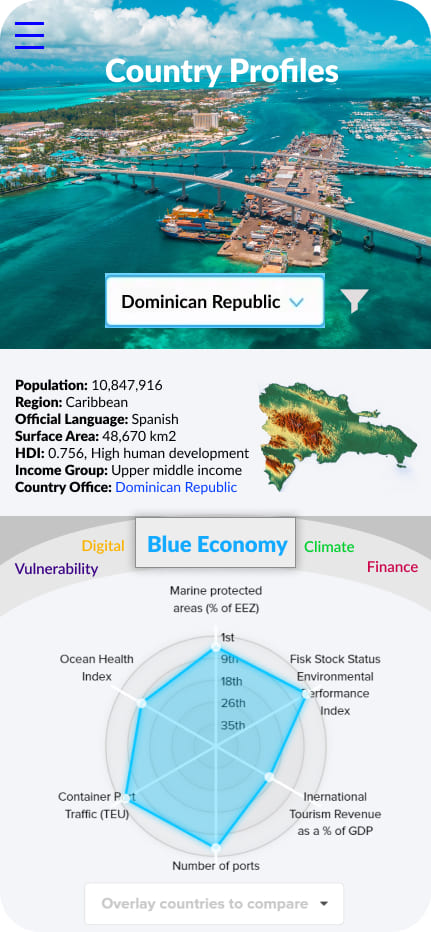 Country Profiles
Dominican Republic
Population: 10,847,916
Region: Caribbean
Official Language: Spanish
Surface Area: 48,670 km2
HDI: 0.756, High human development
Income Group: Upper middle income
Country Office: Dominican Republic
Vulnerability
Digital
Blue Economy
Climate
Finance
Marine protected
areas (% of EEZ)
1st
9th
18th
26th
35th
Fisk Stock Status
Environmental
Performance
Index
Inernational
Tourism Revenue
as a % of GDP
Number of ports
Container Port
Traffic (TEU)
Ocean Health
Index
Overlay countries to compare